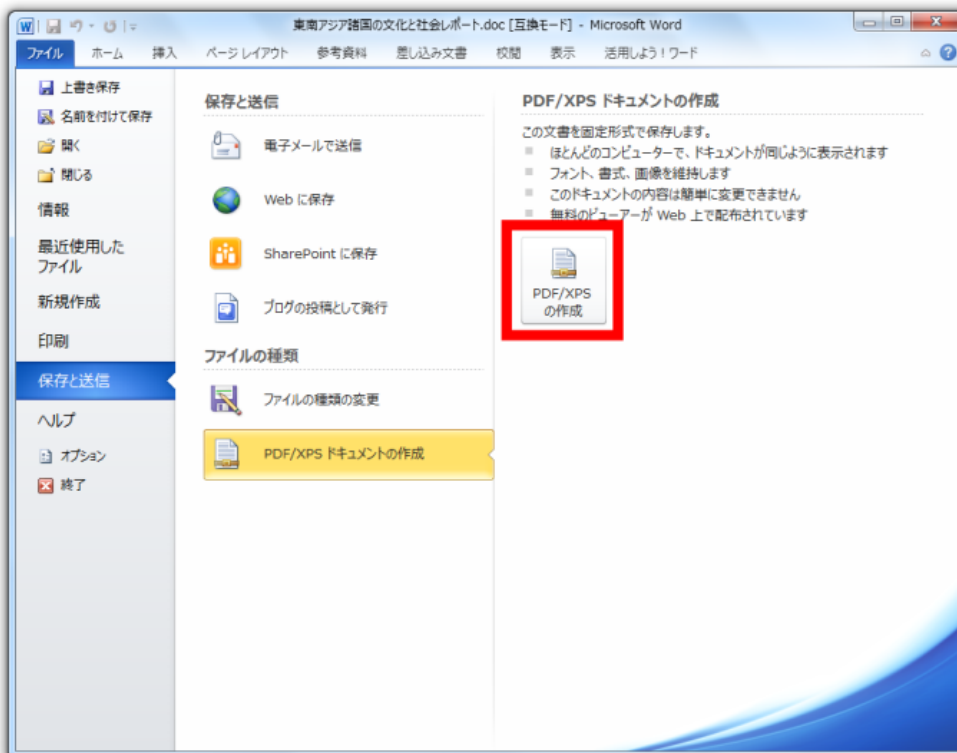 東南アジア諸国の文化と社会レポート.doc [互換モード] - Microsoft Word
ファイル ホーム 挿入 ページ レイアウト 参考資料 差し込み文書 校閲 表示 活用しよう！ワード
上書き保存
名前を付けて保存
開く
閉じる
情報
最近使用した
ファイル
新規作成
印刷
保存と送信
ヘルプ
オプション
終了
保存と送信
電子メールで送信
Web に保存
SharePoint に保存
ブログの投稿として発行
ファイルの種類
ファイルの種類の変更
PDF/XPS ドキュメントの作成
PDF/XPS ドキュメントの作成
この文書を固定形式で保存します。
ほとんどのコンピューターで、ドキュメントが同じように表示されます
フォント、書式、画像を維持します
このドキュメントの内容は簡単に変更できません
無料のビューアーが Web 上で配布されています
PDF/XPS
の作成